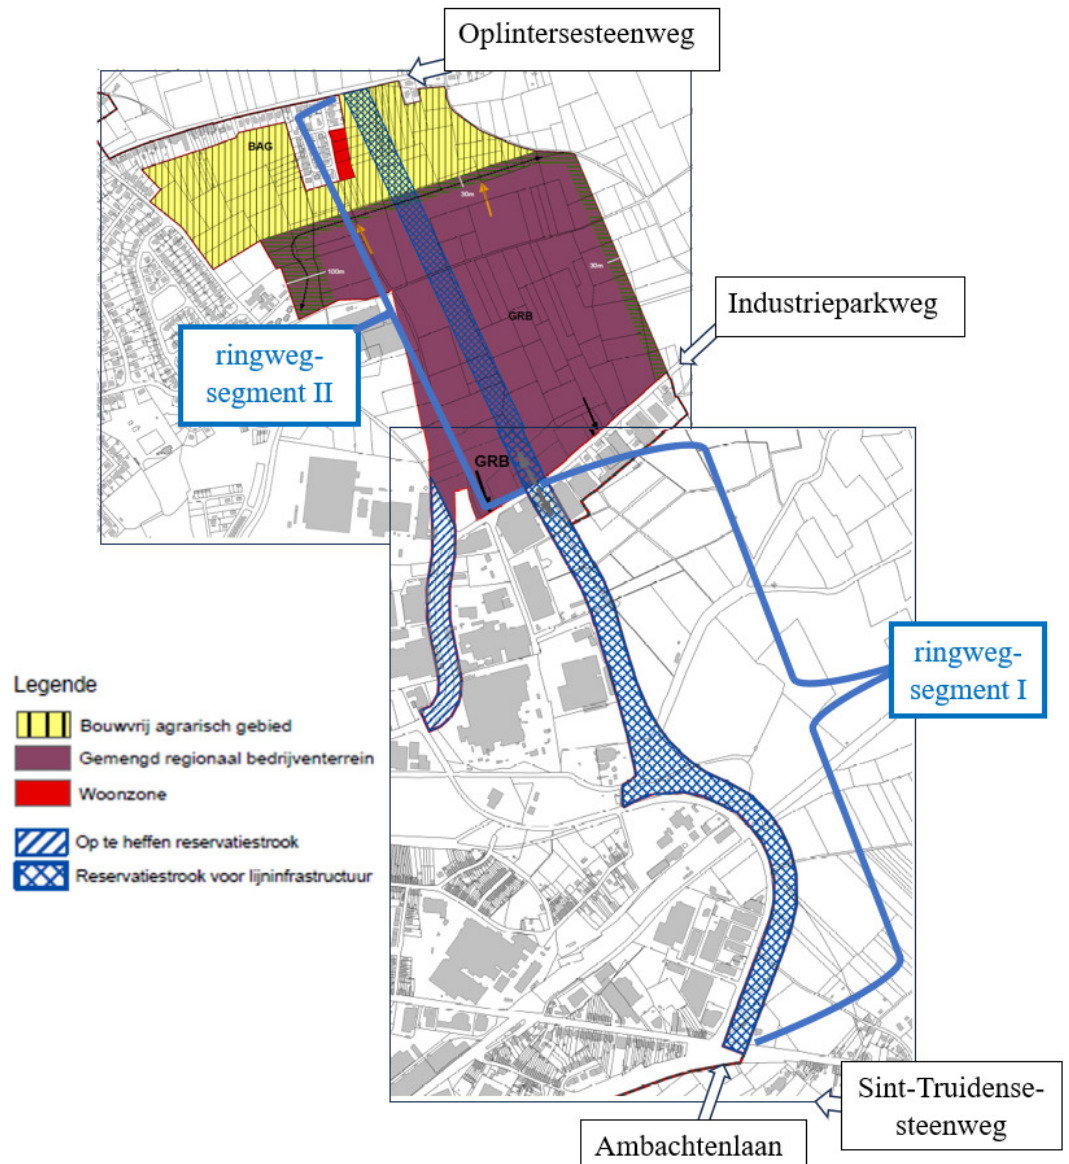 Oplintersesteenweg
BAG
30m
100m
30m
GRB
Industrieparkweg
ringweg-
segment II
GRB
ringweg-
segment I
Legende
Bouwvrij agrarisch gebied
Gemengd regionaal bedrijventerrein
Woonzone
Op te heffen reservatiestrook
Reservatiestrook voor lijninfrastructuur
Sint-Truidense-
steenweg
Ambachtenlaan